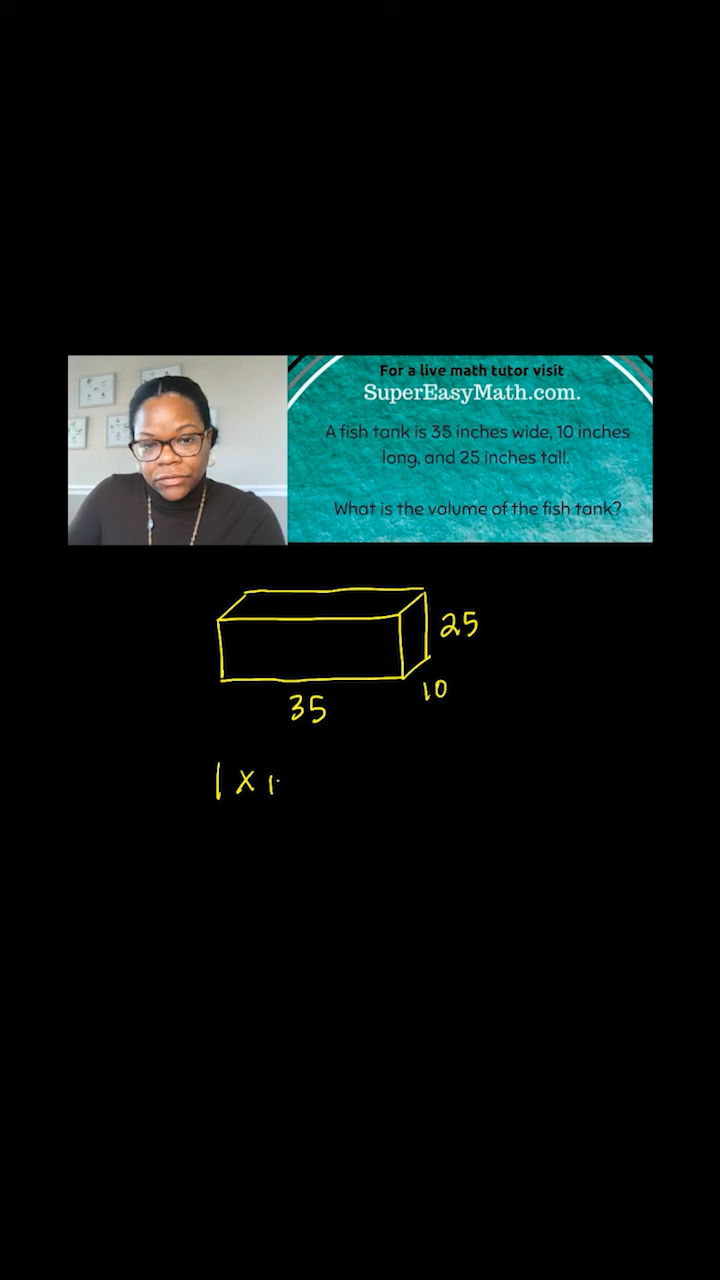 For a live math tutor visit
SuperEasyMath.com.
A fish tank is 35 inches wide, 10 inches
long, and 25 inches tall.
What is the volume of the fish tank?
25
10
35
l x